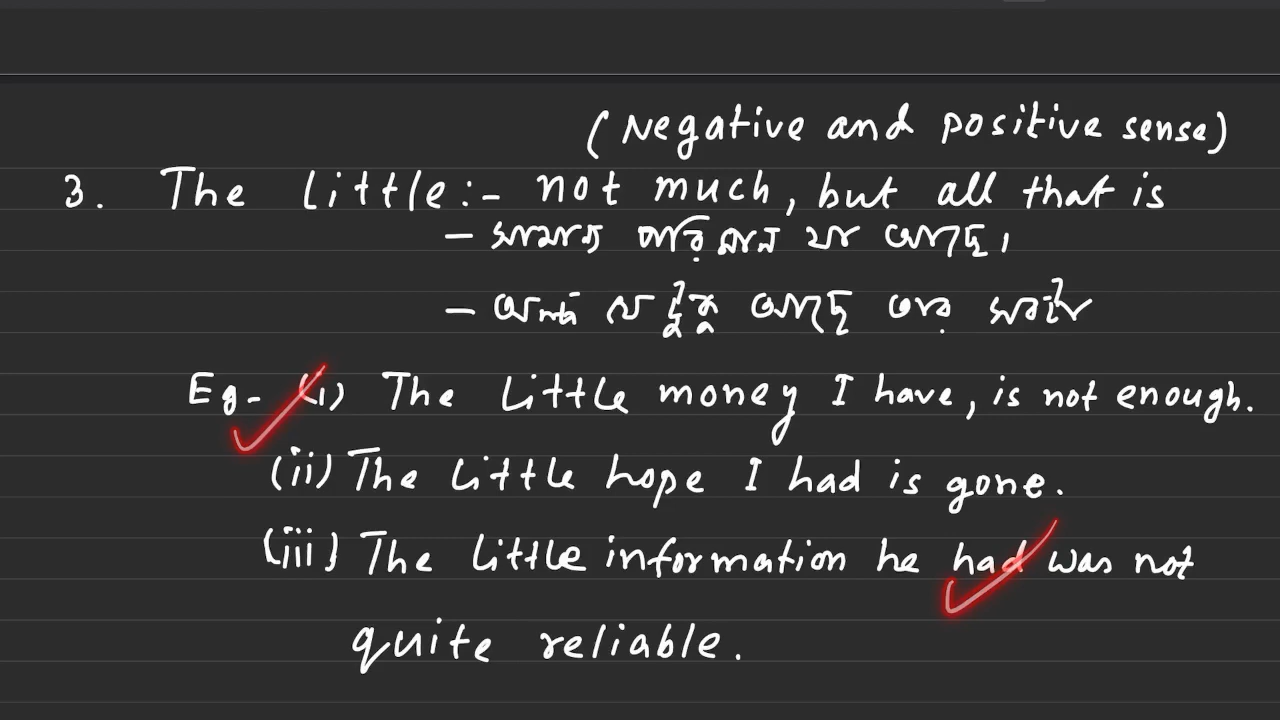 (Negative and positive sense)
3. The Little:- not much, but all that is
Eg- (i) The Little money I have, is not enough.
(ii) The Little hope I had is gone.
(iii) The Little information he had was not
quite reliable.